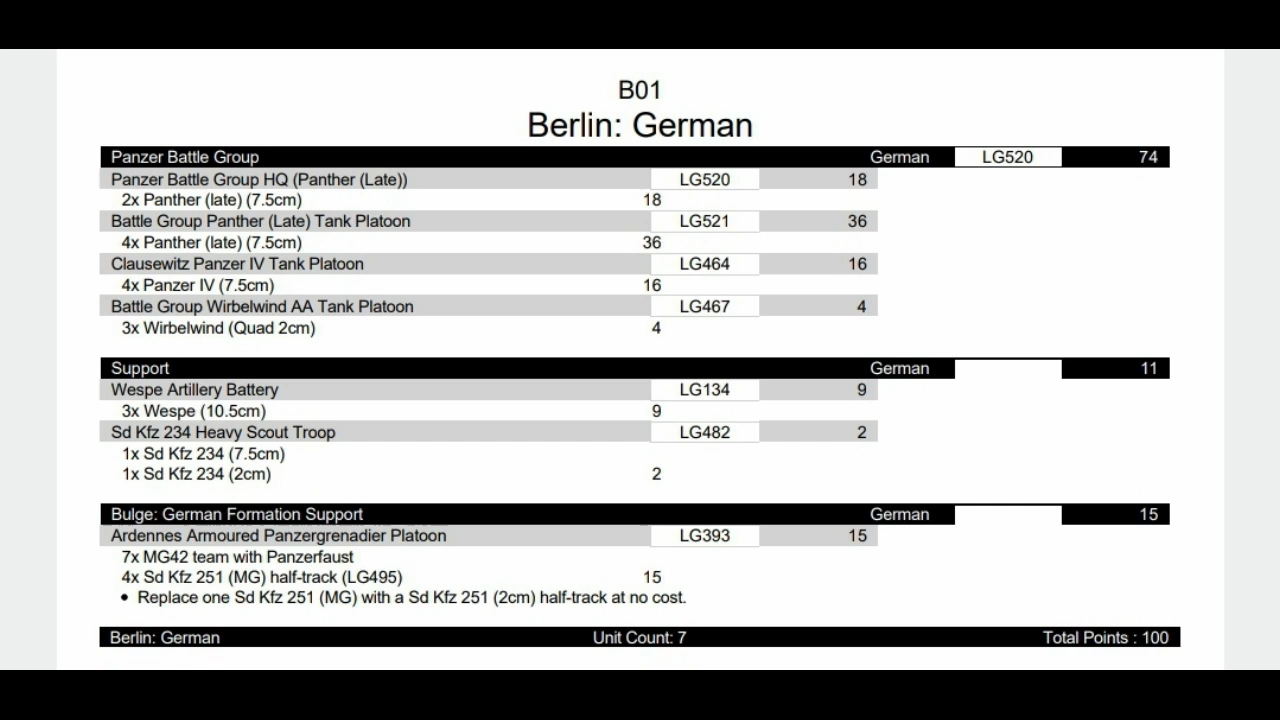 B01
Berlin: German
Panzer Battle Group German LG520 74
Panzer Battle Group HQ (Panther (Late)) LG520 18
2x Panther (late) (7.5cm) 18
Battle Group Panther (Late) Tank Platoon LG521 36
4x Panther (late) (7.5cm) 36
Clausewitz Panzer IV Tank Platoon LG464 16
4x Panzer IV (7.5cm) 16
Battle Group Wirbelwind AA Tank Platoon LG467 4
3x Wirbelwind (Quad 2cm) 4
Support German 11
Wespe Artillery Battery LG134 9
3x Wespe (10.5cm) 9
Sd Kfz 234 Heavy Scout Troop LG482 2
1x Sd Kfz 234 (7.5cm)
1x Sd Kfz 234 (2cm) 2
Bulge: German Formation Support German 15
Ardennes Armoured Panzergrenadier Platoon LG393 15
7x MG42 team with Panzerfaust
4x Sd Kfz 251 (MG) half-track (LG495) 15
• Replace one Sd Kfz 251 (MG) with a Sd Kfz 251 (2cm) half-track at no cost.
Berlin: German Unit Count: 7 Total Points : 100